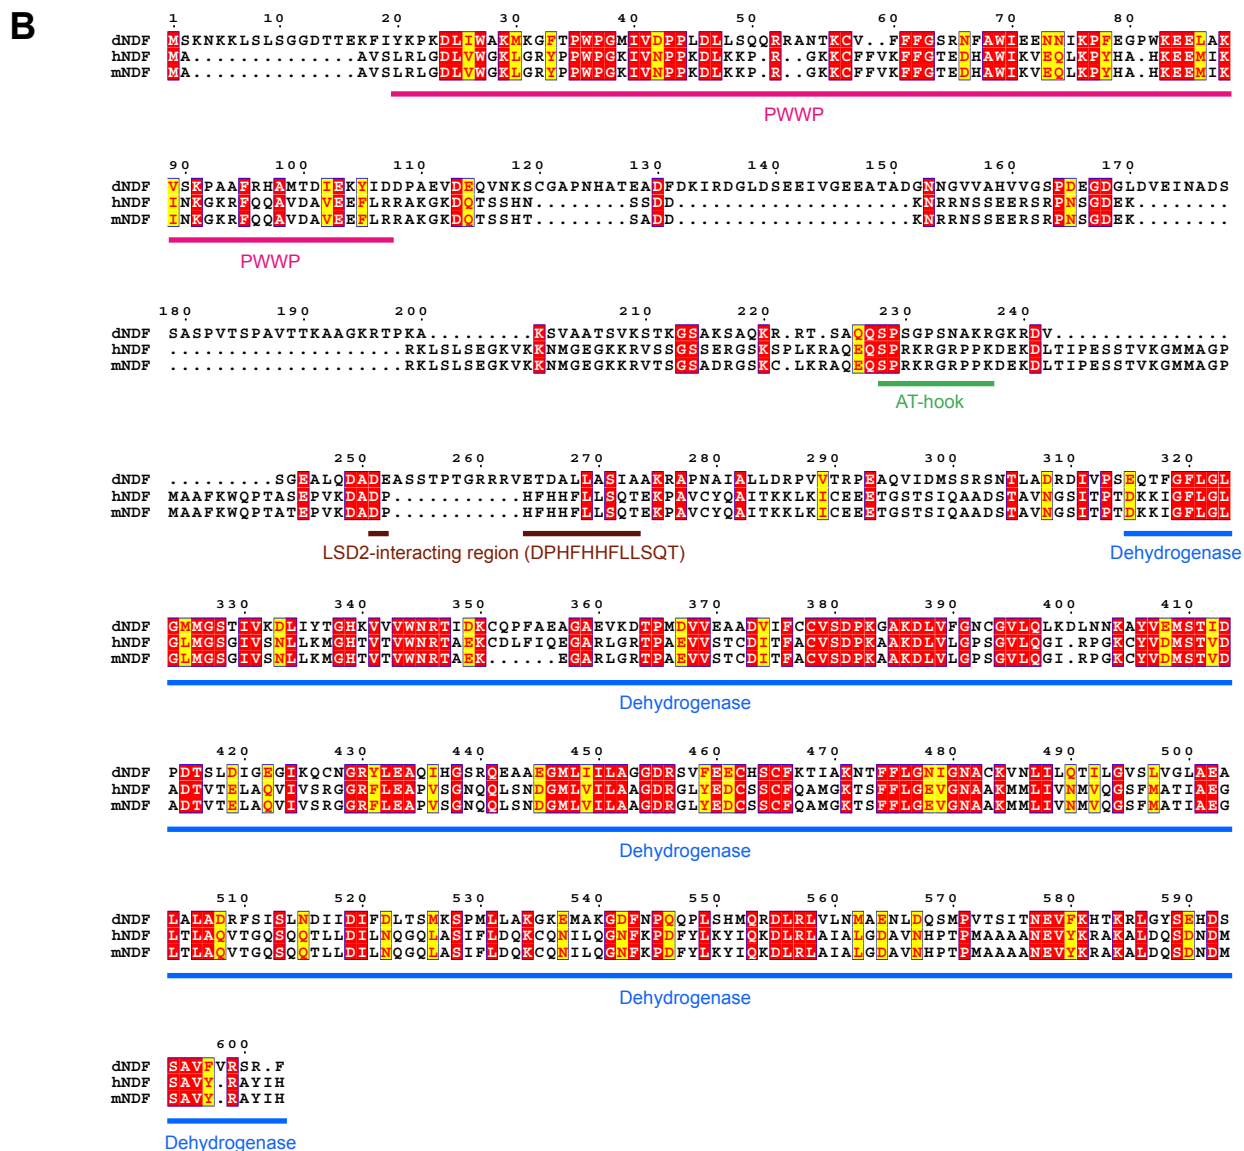 B
1 10 20 30 40 50 60 70 80
dNDF MSKNKKLSLSGGDTTEKFIYKPKDLIWAKMKGFTPWPGMIVDPPLDLLSQQRRANTKCV..FFFGSRNFAWIEENNIKPFEGPWKEELAK
hNDF MA..............AVSLRLGDLVWGKLGRYPPWPGKIVNPPKDLKKP.R..GKKCFFVKFFGTEDHAWIKVEQLKPYHA.HKEEMIK
mNDF MA..............AVSLRLGDLVWGKLGRYPPWPGKIVNPPKDLKKP.R..GKKCFFVKFFGTEDHAWIKVEQLKPYHA.HKEEMIK
PWWP
90 100 110 120 130 140 150 160 170
dNDF VSKPAAFRHAMTDIEKYIDDPAEVDEQVNKSCGAPNHATEADFDKIRDGLDSEEIVGEEATADGNNGVVAHVVGSPDEGDGLDVEINADS
hNDF INKGKRFQQAVDAVEEFLRRAKGKDQTSSHN.........SSDD....................KNRRNSSEERSRPNSGDEK........
mNDF INKGKRFQQAVDAVEEFLRRAKGKDQTSSHT.........SADD....................KNRRNSSEERSRPNSGDEK........
PWWP
180 190 200 210 220 230 240
dNDF SASPVTSPAVTTKAAGKRTPKA.........KSVAATSVKSTKGSAKSAQKR.RT.SAQQSPSGPSNAKRGKRDV...............
hNDF ....................RKLSLSEGKVKKNMGEGKKRVSSGSSERGSKSPLKRAQEQSPRKRGRPPKDEKDLTIPESSTVKGMMAGP
mNDF ....................RKLSLSEGKVKKNMGEGKKRVTSGSADRGSKC.LKRAQEQSPRKRGRPPKDEKDLTIPESSTVKGMMAGP
AT-hook
250 260 270 280 290 300 310 320
dNDF .........SGEALQDADEASSTPTGRRRVETDALLASIAAKRAPNAIALLDRPVVTRPEAQVIDMSSRSNTLADRDIVPSEQTFGFLGL
hNDF MAAFKWQPTASEPVKDADP...........HFHHFLLSQTEKPAVCYQAITKKLKICEEETGSTSIQAADSTAVNGSITPTDKKIGFLGL
mNDF MAAFKWQPTATEPVKDADP...........HFHHFLLSQTEKPAVCYQAITKKLKICEEETGSTSIQAADSTAVNGSITPTDKKIGFLGL
LSD2-interacting region (DPHFHHFLLSQT) Dehydrogenase
330 340 350 360 370 380 390 400 410
dNDF GMMGSTIVKDLIYTGHKVVVWNRTIDKCQPFAEAGAEVKDTPMDVVEAADVIFCCVSDPKGAKDLVFGNCGVLQLKDLNNKAYVEMSTID
hNDF GLMGSGIVSNLLKMGHTVTVWNRTAEKCDLFIQEGARLGRTPAEVVSTCDITFACVSDPKAAKDLVLGPSGVLQGI.RPGKCYVDMSTVD
mNDF GLMGSGIVSNLLKMGHTVTVWNRTAEK......EGARLGRTPAEVVSTCDITFACVSDPKAAKDLVLGPSGVLQGI.RPGKCYVDMSTVD
Dehydrogenase
420 430 440 450 460 470 480 490 500
dNDF PDTSLDIGEGIKQCNGRYLEAQIHGSRQEAAEGMLIILAGGDRSVFEECHSCFKTIAKNTFFLGNIGNACKVNLILQTILGVSLVGLAEA
hNDF ADTVTELAQVIVSRGGRFLEAPVSGNQQLSNDGMLVILAAGDRGLYEDCSSCFQAMGKTSFFLGEVGNAAKMMLIVNMVQGSFMATIAEG
mNDF ADTVTELAQVIVSRGGRFLEAPVSGNQQLSNDGMLVILAAGDRGLYEDCSSCFQAMGKTSFFLGEVGNAAKMMLIVNMVQGSFMATIAEG
Dehydrogenase
510 520 530 540 550 560 570 580 590
dNDF LALADRFSISLNDIIDIFDLTSMKSPMLLAKGKEMAKGDFNPQQPLSHMQRDLRLVLNMAENLDQSMPVTSITNEVFKHTKRLGYSEHDS
hNDF LTLAQVTGQSQQTLLDILNQGQLASIFLDQKCQNILQGNFKPDFYLKYIQKDLRLAIALGDAVNHPTPMAAAANEVYKRAKALDQSDNDM
mNDF LTLAQVTGQSQQTLLDILNQGQLASIFLDQKCQNILQGNFKPDFYLKYIQKDLRLAIALGDAVNHPTPMAAAANEVYKRAKALDQSDNDM
Dehydrogenase
600
dNDF SAVFVRSR.F
hNDF SAVY.RAYIH
mNDF SAVY.RAYIH
Dehydrogenase